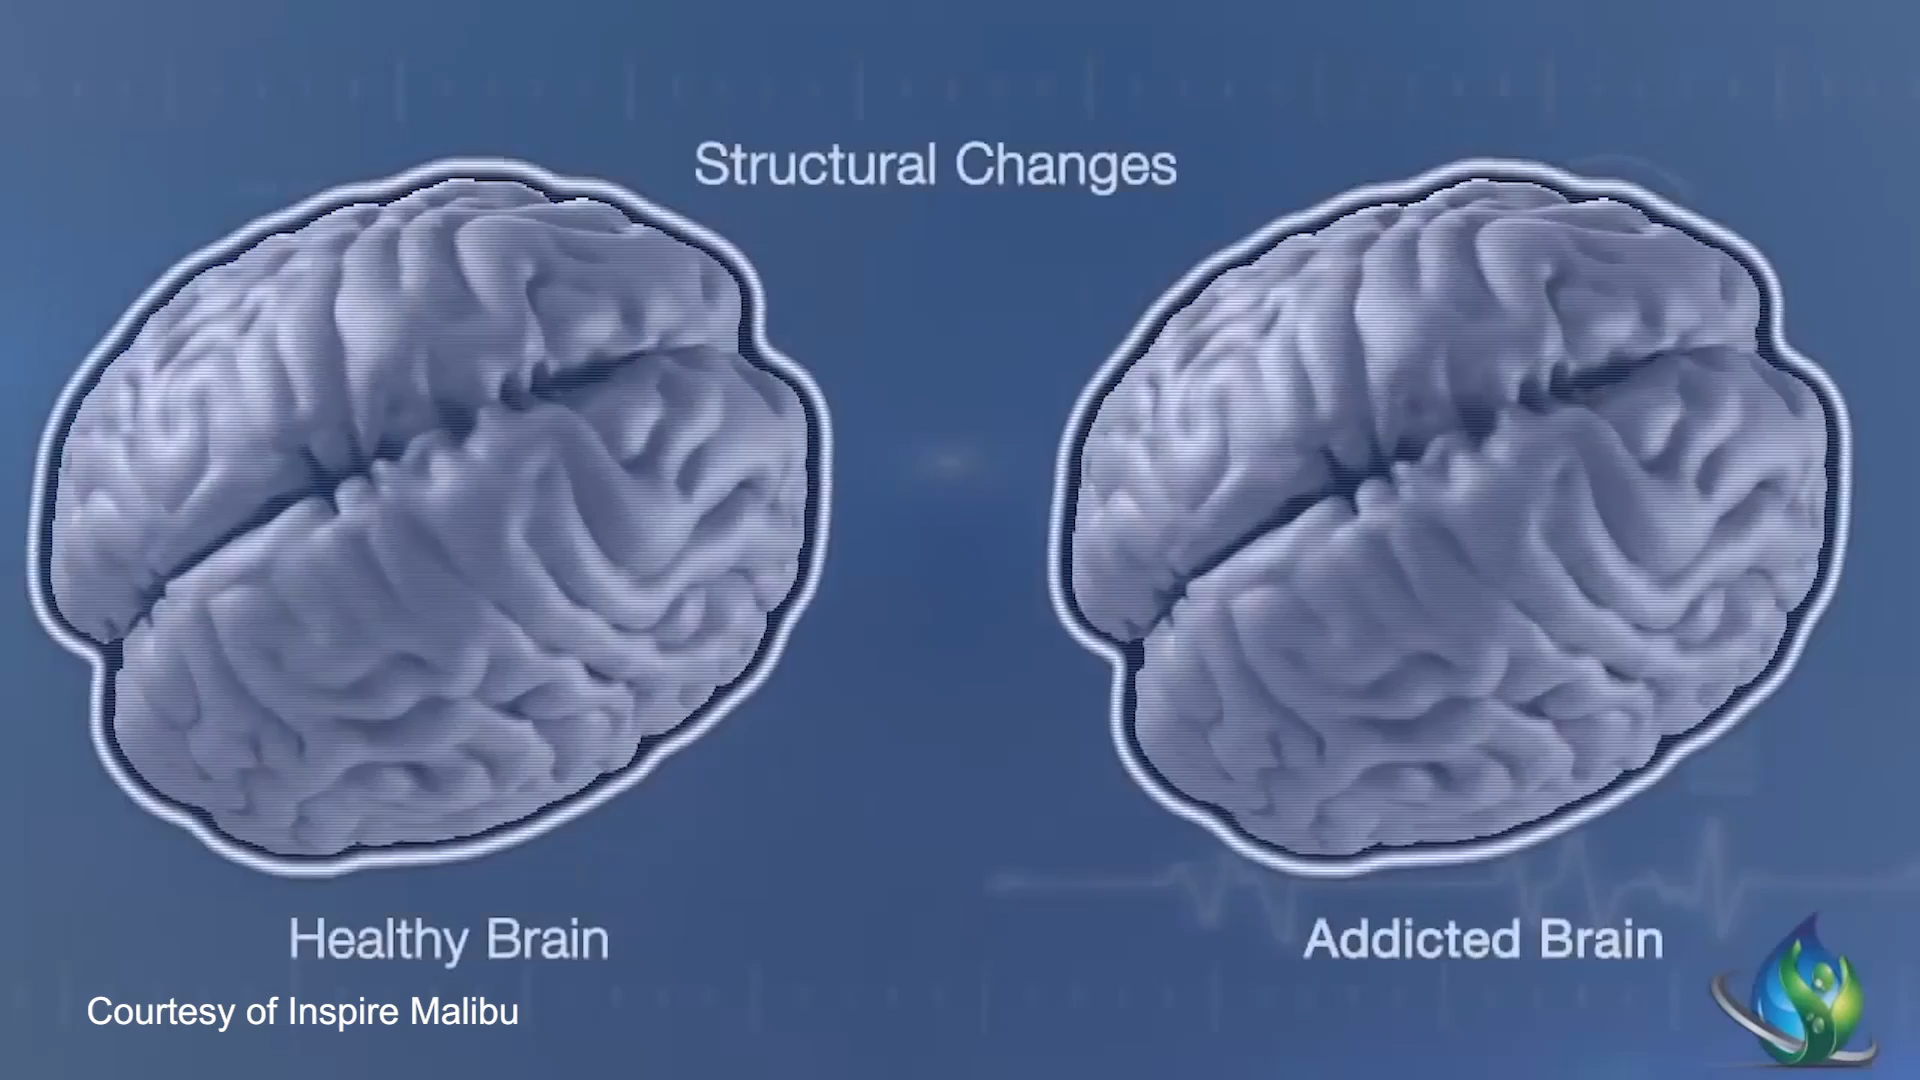 Structural Changes
Healthy Brain
Addicted Brain
Courtesy of Inspire Malibu